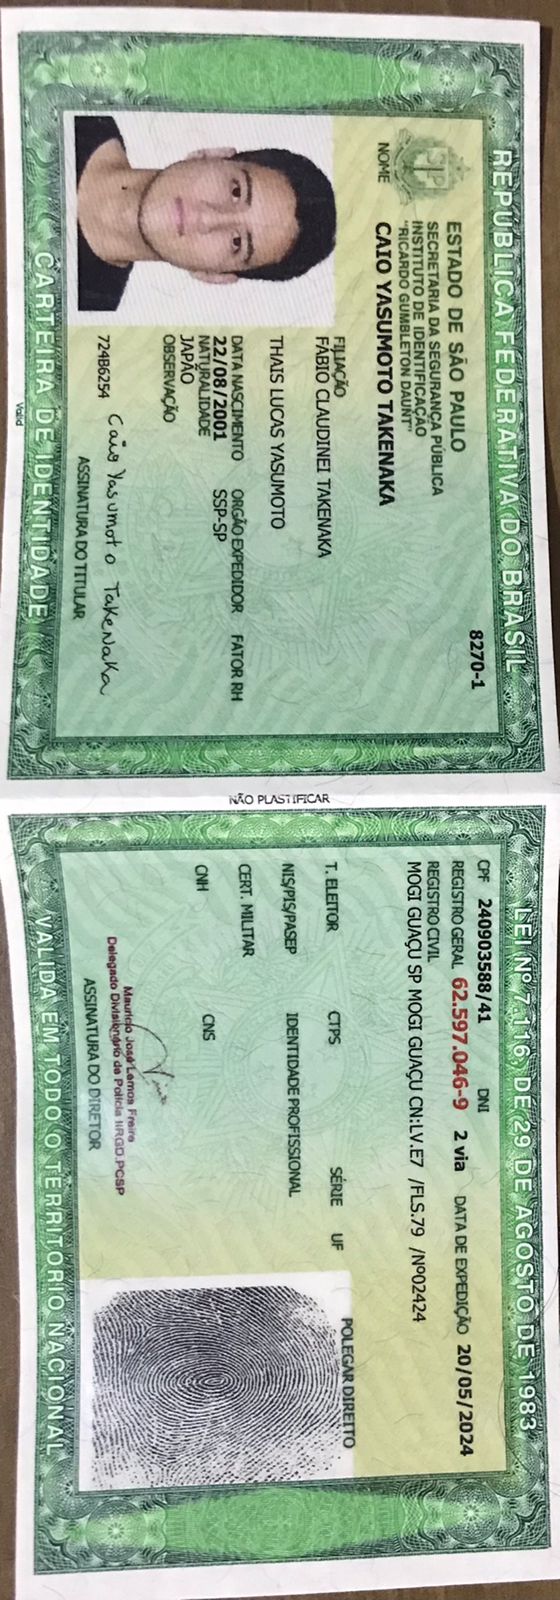 REPÚBLICA FEDERATIVA DO BRASIL
8270-1
ESTADO DE SÃO PAULO
SECRETARIA DA SEGURANÇA PÚBLICA
INSTITUTO DE IDENTIFICAÇÃO
"RICARDO GUMBLETON DAUNT"
NOME
CAIO YASUMOTO TAKENAKA
FILIAÇÃO
FABIO CLAUDINEI TAKENAKA
THAIS LUCAS YASUMOTO
DATA NASCIMENTO ORGÃO EXPEDIDOR FATOR RH
22/08/2001 SSP-SP
NATURALIDADE
JAPÃO
OBSERVAÇÃO
724B6254
Caio Yasumoto Takenaka
ASSINATURA DO TITULAR
CARTEIRA DE IDENTIDADE
Valid
NÃO PLASTIFICAR
LEI Nº 7.116, DE 29 DE AGOSTO DE 1983
CPF 240903588/41 DNI
REGISTRO GERAL 62.597.046-9 2 via DATA DE EXPEDIÇÃO 20/05/2024
REGISTRO CIVIL
MOGI GUAÇU SP MOGI GUAÇU CN:LV.E7 /FLS.79 /Nº02424
T. ELEITOR CTPS SÉRIE UF
POLEGAR DIREITO
NIS/PIS/PASEP IDENTIDADE PROFISSIONAL
CERT. MILITAR
CNH CNS
Mauricio José Lemos Freire
Delegado Divisionário de Polícia IIRGD.PCSP
ASSINATURA DO DIRETOR
VALIDA EM TODO O TERRITORIO NACIONAL